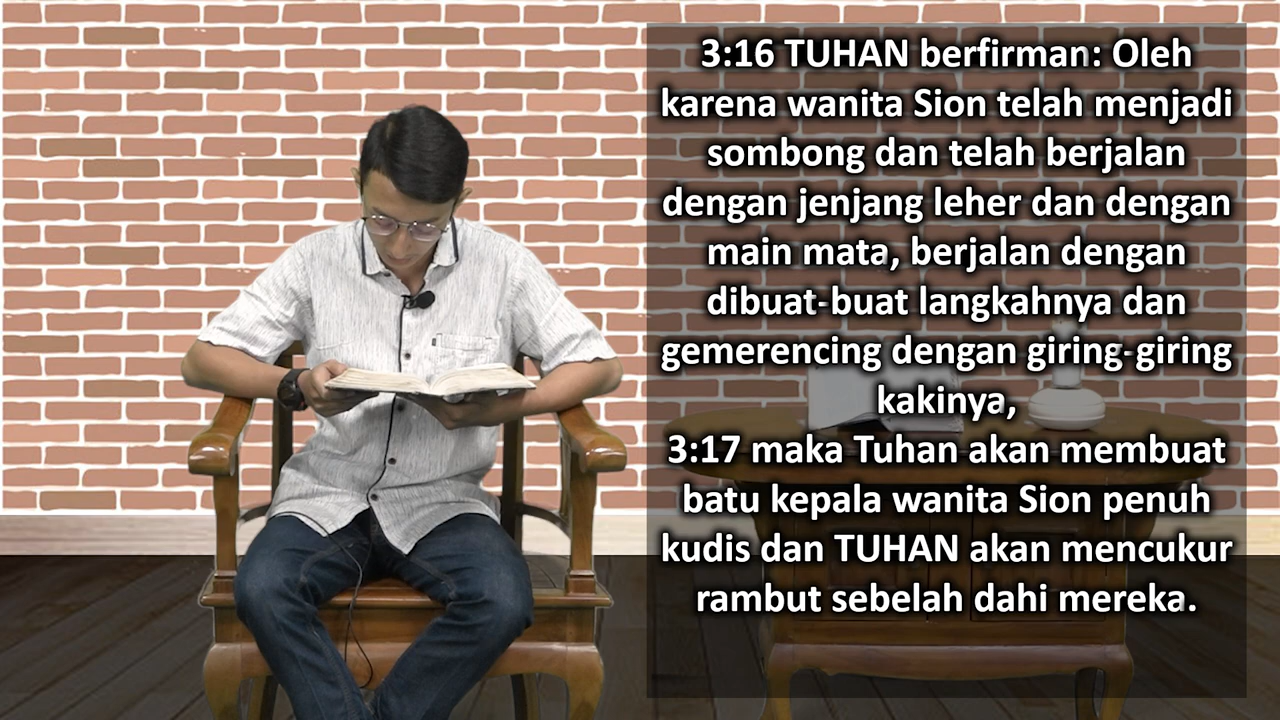 3:16 TUHAN berfirman: Oleh
karena wanita Sion telah menjadi
sombong dan telah berjalan
dengan jenjang leher dan dengan
main mata, berjalan dengan
dibuat-buat langkahnya dan
gemerencing dengan giring-giring
kakinya,
3:17 maka Tuhan akan membuat
batu kepala wanita Sion penuh
kudis dan TUHAN akan mencukur
rambut sebelah dahi mereka.